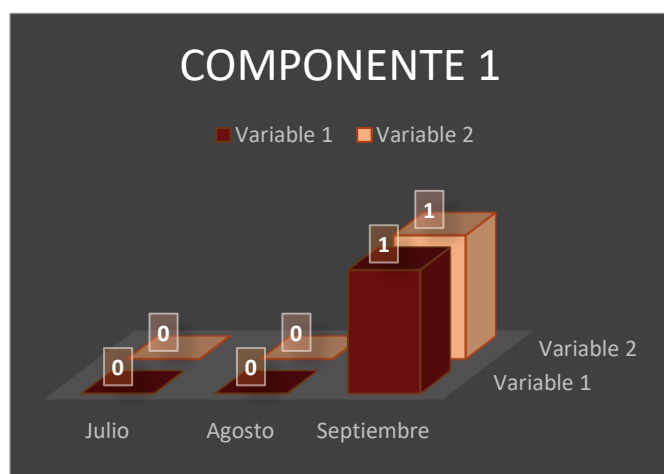 COMPONENTE 1
Variable 1 Variable 2
1
1
0 0
0 0
Variable 2
Variable 1
Julio Agosto Septiembre